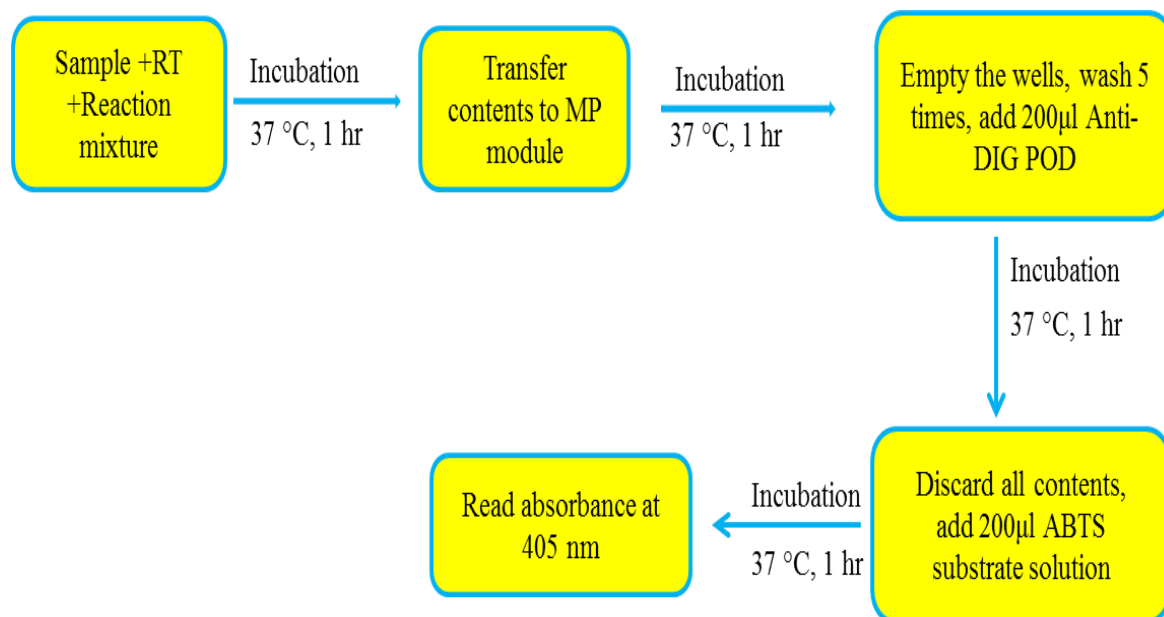 Sample +RT
+Reaction
mixture
Incubation
37 °C, 1 hr
Transfer
contents to MP
module
Incubation
37 °C, 1 hr
Empty the wells, wash 5
times, add 200µl Anti-
DIG POD
Incubation
37 °C, 1 hr
Discard all contents,
add 200µl ABTS
substrate solution
Incubation
37 °C, 1 hr
Read absorbance at
405 nm